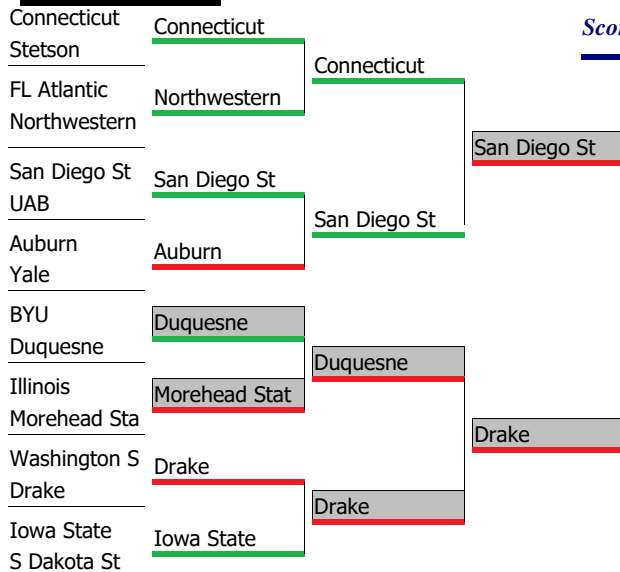 Connecticut
Stetson
FL Atlantic
Northwestern
San Diego St
UAB
Auburn
Yale
BYU
Duquesne
Illinois
Morehead Sta
Washington S
Drake
Iowa State
S Dakota St
Connecticut
Northwestern
San Diego St
Auburn
Duquesne
Morehead Stat
Drake
Iowa State
Connecticut
San Diego St
Duquesne
Drake
San Diego St
Drake
Scor